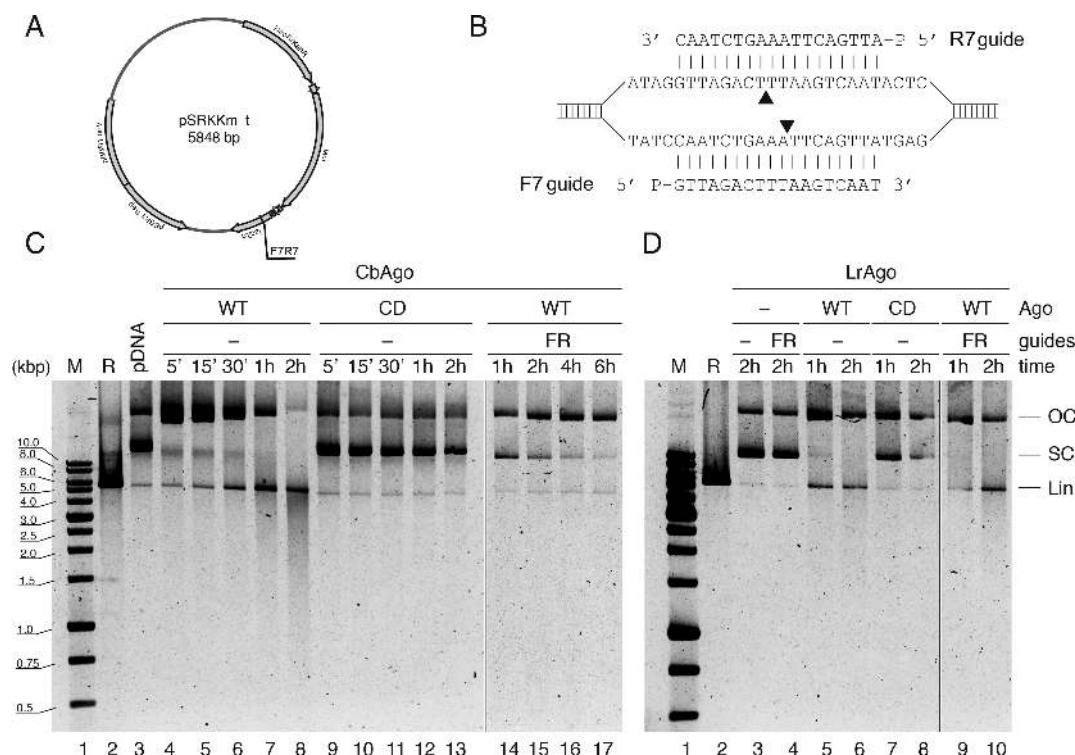 A
pSRKKm t
5848 bp
F7R7
B
3' CAATCTGAAATTCAGTTA-P 5' R7 guide
ATAGGTTAGACTTTAAGTCAATACTC
TATCCAATCTGAAATTCAGTTATGAG
F7 guide 5' P-GTTAGACTTTAAGTCAAT 3'
C
CbAgo
WT CD WT
– – FR
(kbp) M R pDNA 5' 15' 30' 1h 2h 5' 15' 30' 1h 2h 1h 2h 4h 6h
10.0
8.0
6.0
5.0
4.0
3.0
2.5
2.0
1.5
1.0
0.75
0.5
1 2 3 4 5 6 7 8 9 10 11 12 13 14 15 16 17
D
LrAgo
– WT CD WT Ago
– FR – – FR guides
M R 2h 2h 1h 2h 1h 2h 1h 2h time
OC
SC
Lin
1 2 3 4 5 6 7 8 9 10